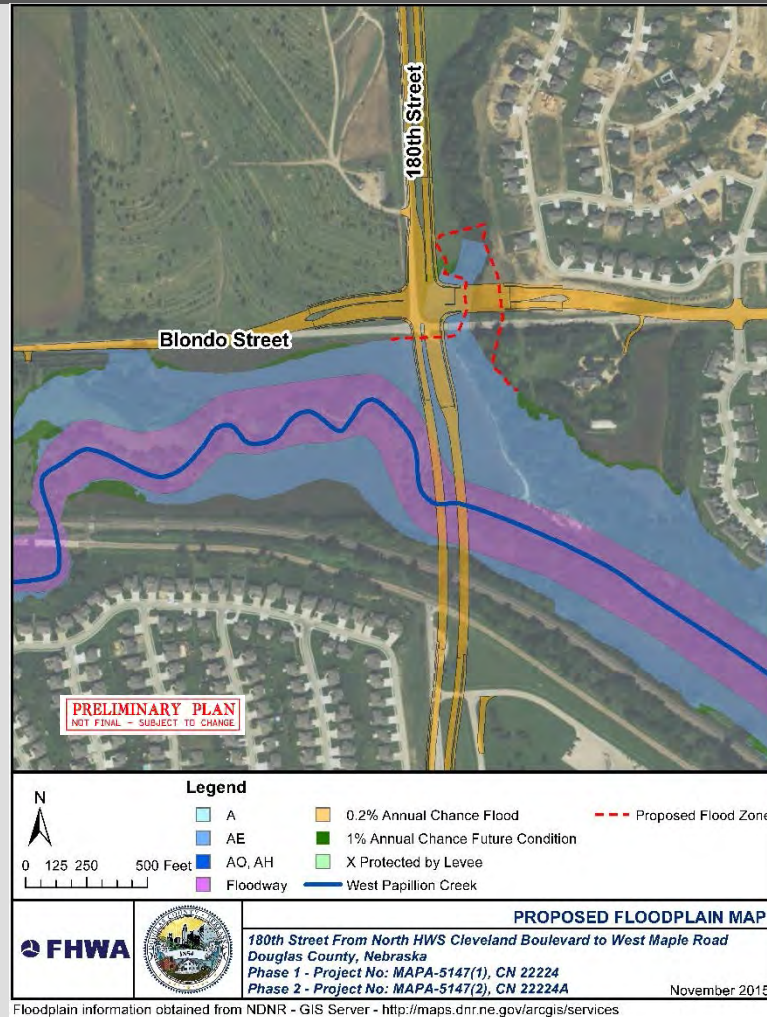 180th Street
Blondo Street
PRELIMINARY PLAN
NOT FINAL - SUBJECT TO CHANGE
N
0 125 250 500 Feet
Legend
A
AE
AO, AH
Floodway
0.2% Annual Chance Flood
1% Annual Chance Future Condition
X Protected by Levee
West Papillion Creek
Proposed Flood Zone
FHWA
1854
PROPOSED FLOODPLAIN MAP
180th Street From North HWS Cleveland Boulevard to West Maple Road
Douglas County, Nebraska
Phase 1 - Project No: MAPA-5147(1), CN 22224
Phase 2 - Project No: MAPA-5147(2), CN 22224A
November 2015
Floodplain information obtained from NDNR - GIS Server - http://maps.dnr.ne.gov/arcgis/services